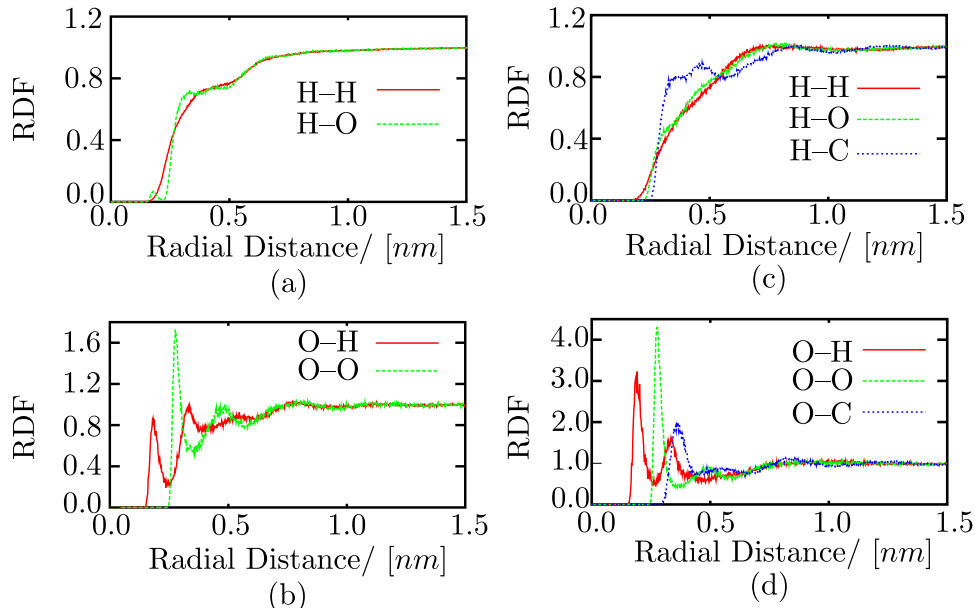 1.2
0.8
0.4
0.0
RDF
H–H
H–O
0.0 0.5 1.0 1.5
Radial Distance/ [nm]
(a)
1.2
0.8
0.4
0.0
RDF
H–H
H–O
H–C
0.0 0.5 1.0 1.5
Radial Distance/ [nm]
(c)
1.6
1.2
0.8
0.4
0.0
RDF
O–H
O–O
0.0 0.5 1.0 1.5
Radial Distance/ [nm]
(b)
4.0
3.0
2.0
1.0
0.0
RDF
O–H
O–O
O–C
0.0 0.5 1.0 1.5
Radial Distance/ [nm]
(d)